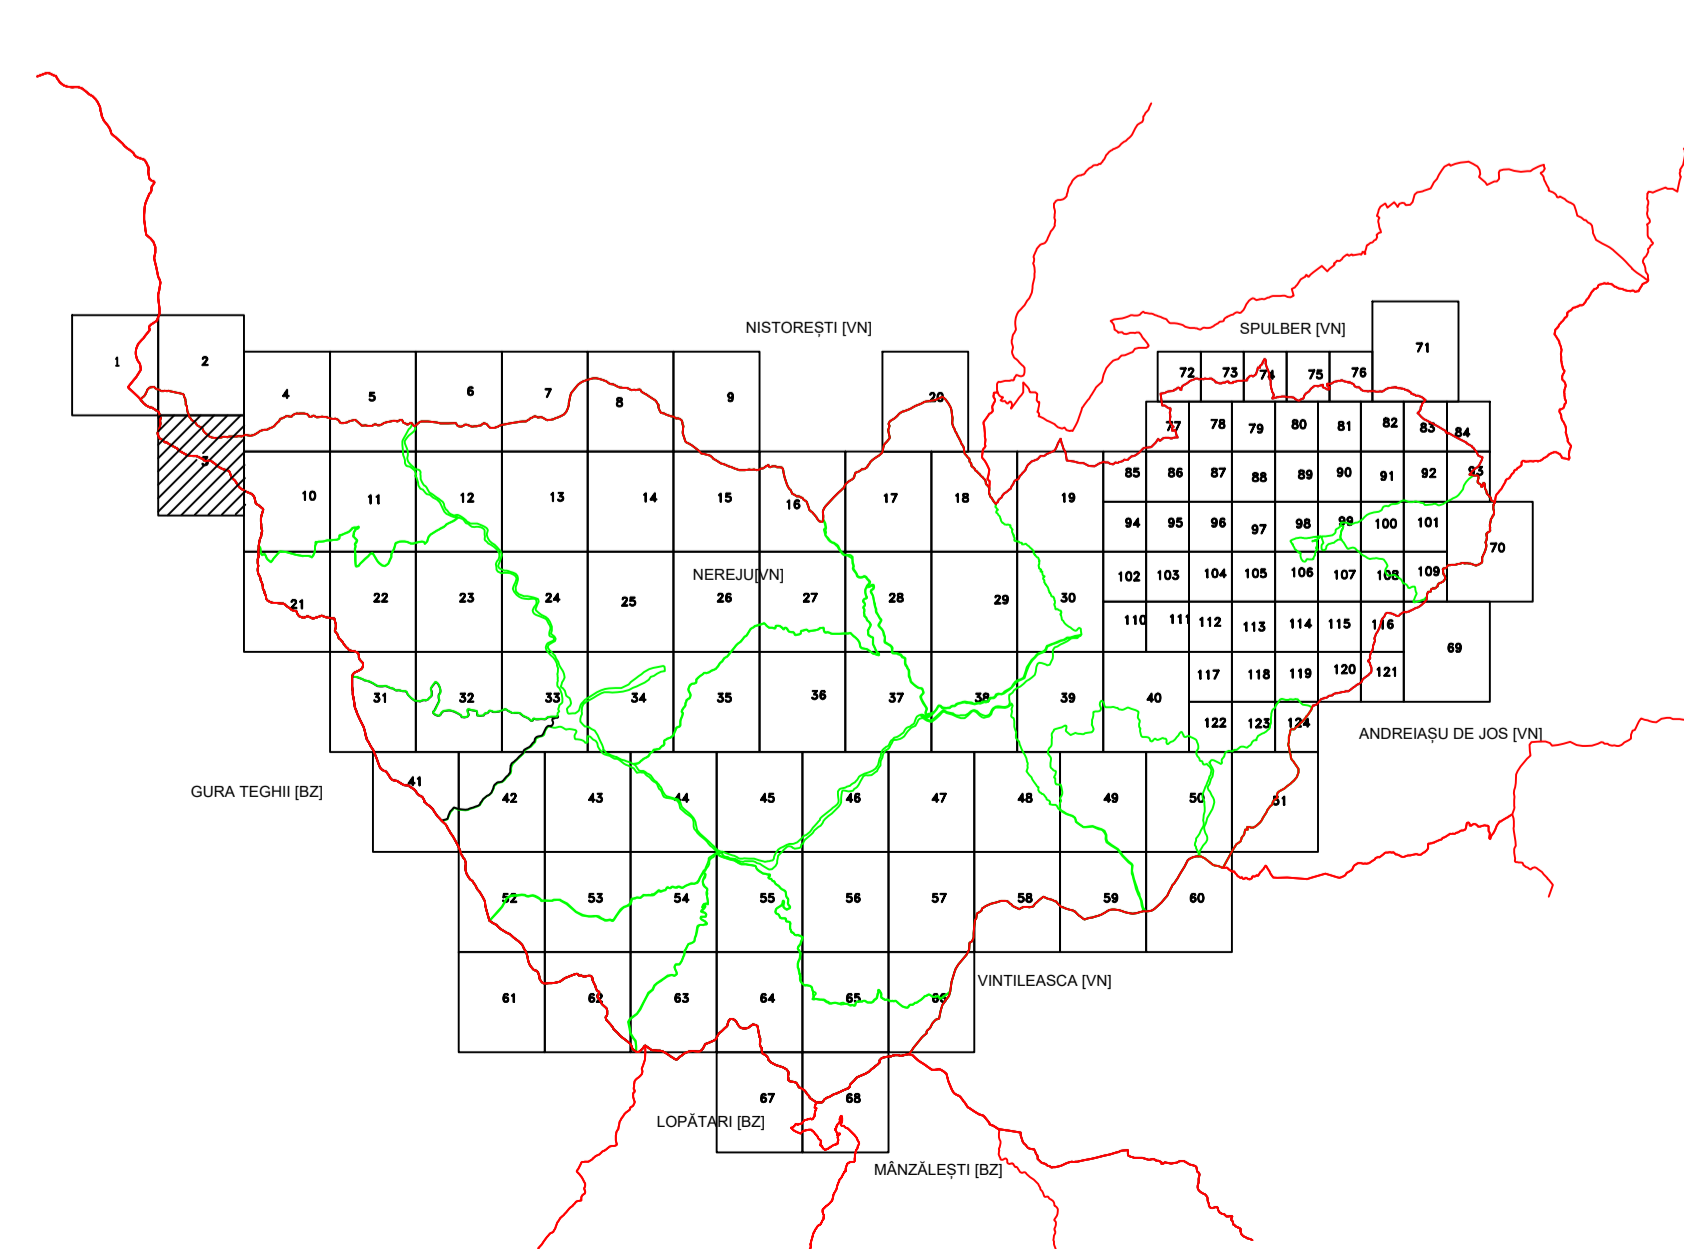 NISTOREȘTI [VN]
SPULBER [VN]
71
1
2
72 73 74 75 76
4 5 6 7 8 9 20
77 78 79 80 81 82 83 84
3
85 86 87 88 89 90 91 92 93
10 11 12 13 14 15 16 17 18 19
94 95 96 97 98 99 100 101
70
NEREJU[VN]
102 103 104 105 106 107 108 109
21 22 23 24 25 26 27 28 29 30
110 111 112 113 114 115 116
69
117 118 119 120 121
31 32 33 34 35 36 37 38 39 40
122 123 124
ANDREIAȘU DE JOS [VN]
GURA TEGHII [BZ]
41 42 43 44 45 46 47 48 49 50 51
52 53 54 55 56 57 58 59 60
VINTILEASCA [VN]
61 62 63 64 65 66
67 68
LOPĂTARI [BZ]
MÂNZĂLEȘTI [BZ]